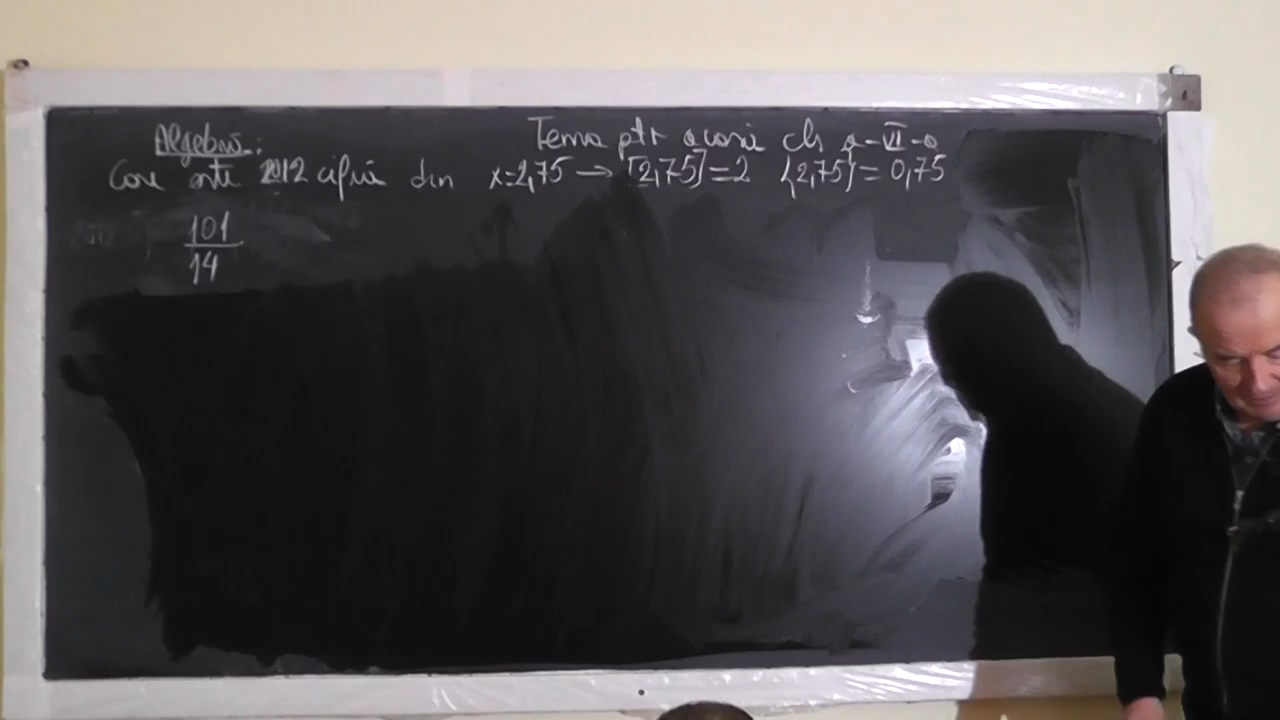 Algebră: Tema ptr acasă cls a-VI-a
Care este 2012 cifră din x=2,75 → [2,75]=2 {2,75}=0,75
101
14